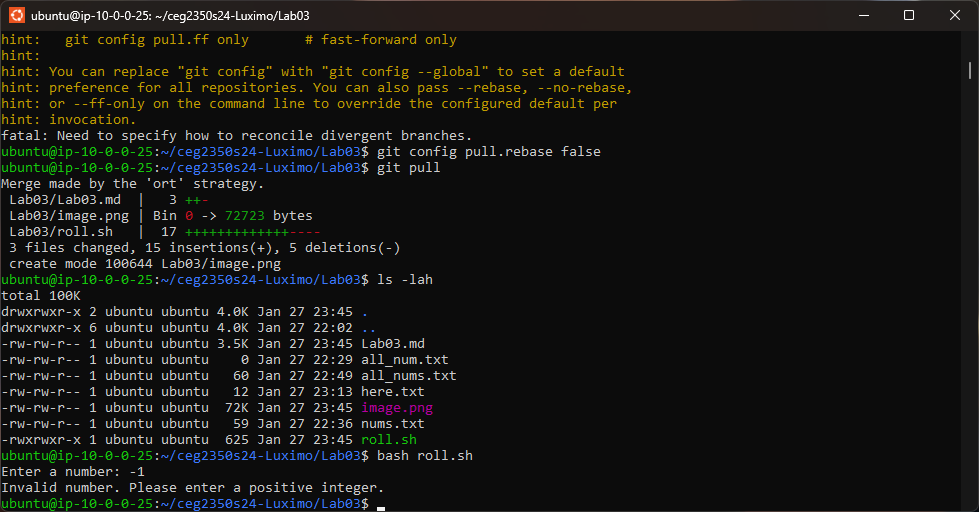 ubuntu@ip-10-0-0-25: ~/ceg2350s24-Luximo/Lab03
hint:   git config pull.ff only       # fast-forward only
hint:
hint: You can replace "git config" with "git config --global" to set a default
hint: preference for all repositories. You can also pass --rebase, --no-rebase,
hint: or --ff-only on the command line to override the configured default per
hint: invocation.
fatal: Need to specify how to reconcile divergent branches.
ubuntu@ip-10-0-0-25:~/ceg2350s24-Luximo/Lab03$ git config pull.rebase false
ubuntu@ip-10-0-0-25:~/ceg2350s24-Luximo/Lab03$ git pull
Merge made by the 'ort' strategy.
 Lab03/Lab03.md  |   3 ++-
 Lab03/image.png | Bin 0 -> 72723 bytes
 Lab03/roll.sh   |  17 +++++++++++++----
 3 files changed, 15 insertions(+), 5 deletions(-)
 create mode 100644 Lab03/image.png
ubuntu@ip-10-0-0-25:~/ceg2350s24-Luximo/Lab03$ ls -lah
total 100K
drwxrwxr-x 2 ubuntu ubuntu 4.0K Jan 27 23:45 .
drwxrwxr-x 6 ubuntu ubuntu 4.0K Jan 27 22:02 ..
-rw-rw-r-- 1 ubuntu ubuntu 3.5K Jan 27 23:45 Lab03.md
-rw-rw-r-- 1 ubuntu ubuntu    0 Jan 27 22:29 all_num.txt
-rw-rw-r-- 1 ubuntu ubuntu   60 Jan 27 22:49 all_nums.txt
-rw-rw-r-- 1 ubuntu ubuntu   12 Jan 27 23:13 here.txt
-rw-rw-r-- 1 ubuntu ubuntu  72K Jan 27 23:45 image.png
-rw-rw-r-- 1 ubuntu ubuntu   59 Jan 27 22:36 nums.txt
-rwxrwxr-x 1 ubuntu ubuntu  625 Jan 27 23:45 roll.sh
ubuntu@ip-10-0-0-25:~/ceg2350s24-Luximo/Lab03$ bash roll.sh
Enter a number: -1
Invalid number. Please enter a positive integer.
ubuntu@ip-10-0-0-25:~/ceg2350s24-Luximo/Lab03$